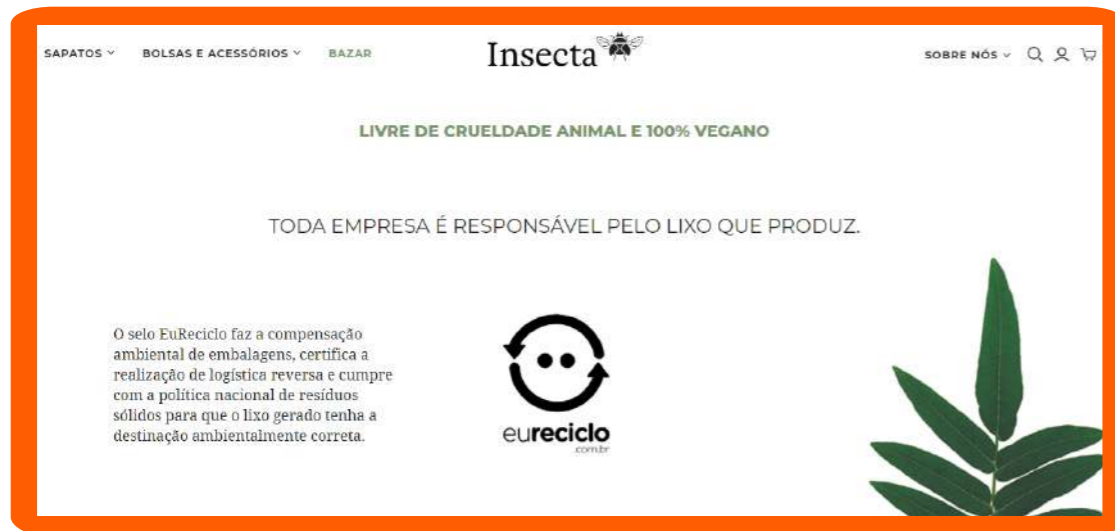 SAPATOS BOLSAS E ACESSÓRIOS BAZAR Insecta SOBRE NÓS
LIVRE DE CRUELDADE ANIMAL E 100% VEGANO
TODA EMPRESA É RESPONSÁVEL PELO LIXO QUE PRODUZ.
O selo EuReciclo faz a compensação
ambiental de embalagens, certifica a
realização de logística reversa e cumpre
com a política nacional de resíduos
sólidos para que o lixo gerado tenha a
destinação ambientalmente correta.
eureciclo
.com.br